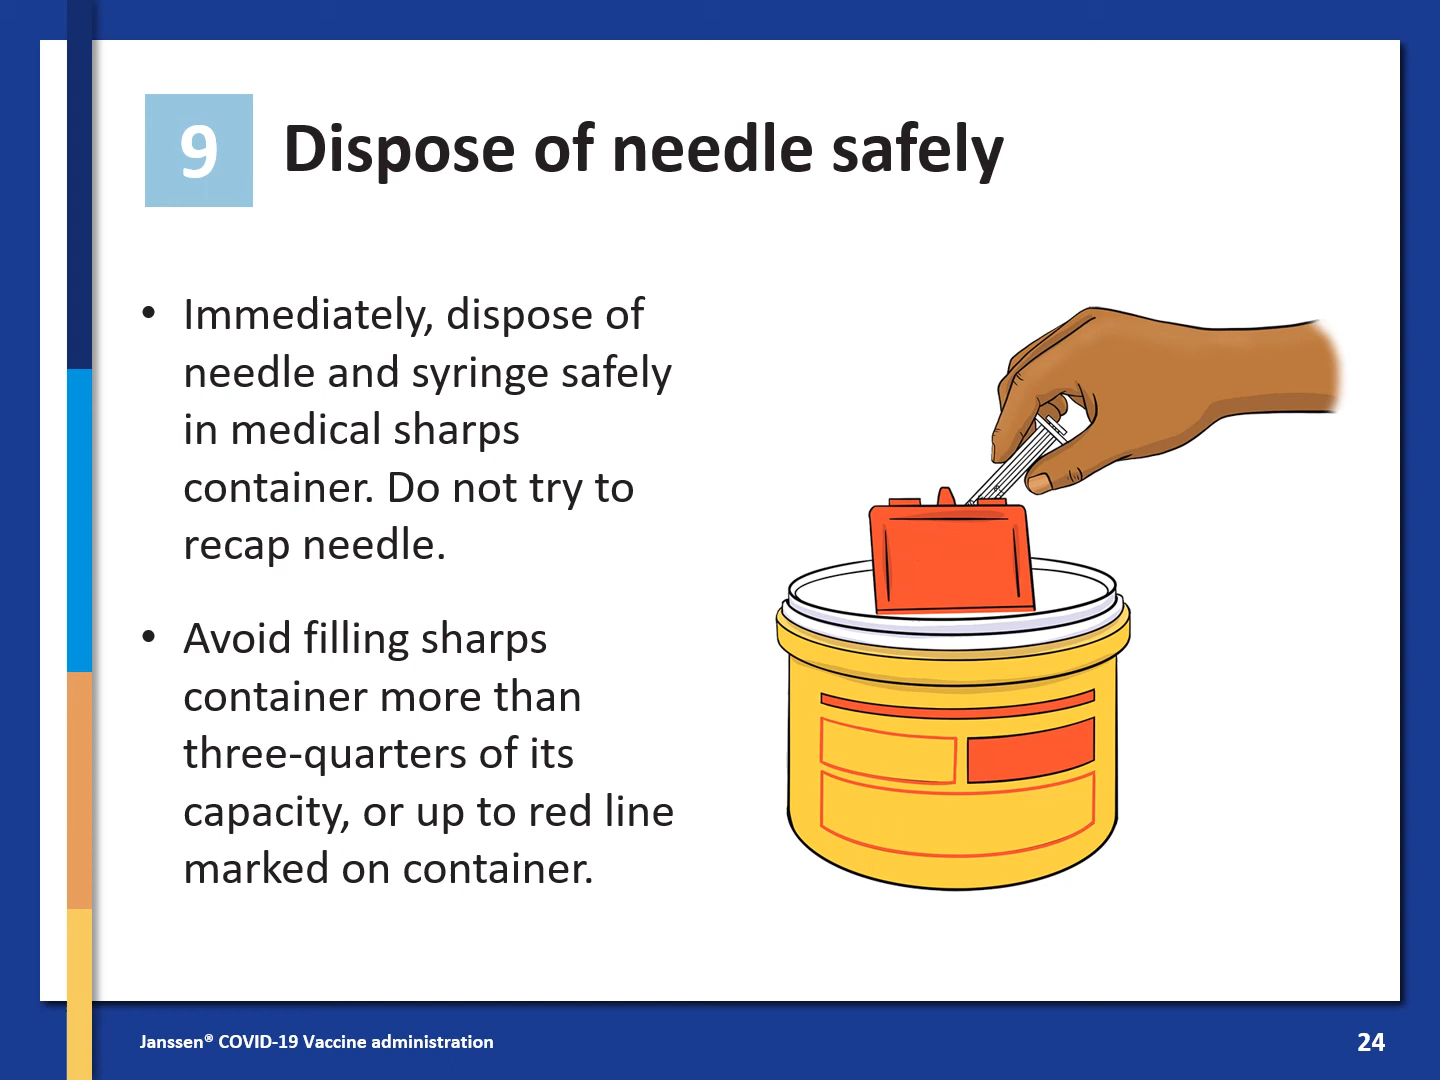 9
Dispose of needle safely
• Immediately, dispose of
needle and syringe safely
in medical sharps
container. Do not try to
recap needle.
• Avoid filling sharps
container more than
three-quarters of its
capacity, or up to red line
marked on container.
Janssen® COVID-19 Vaccine administration
24